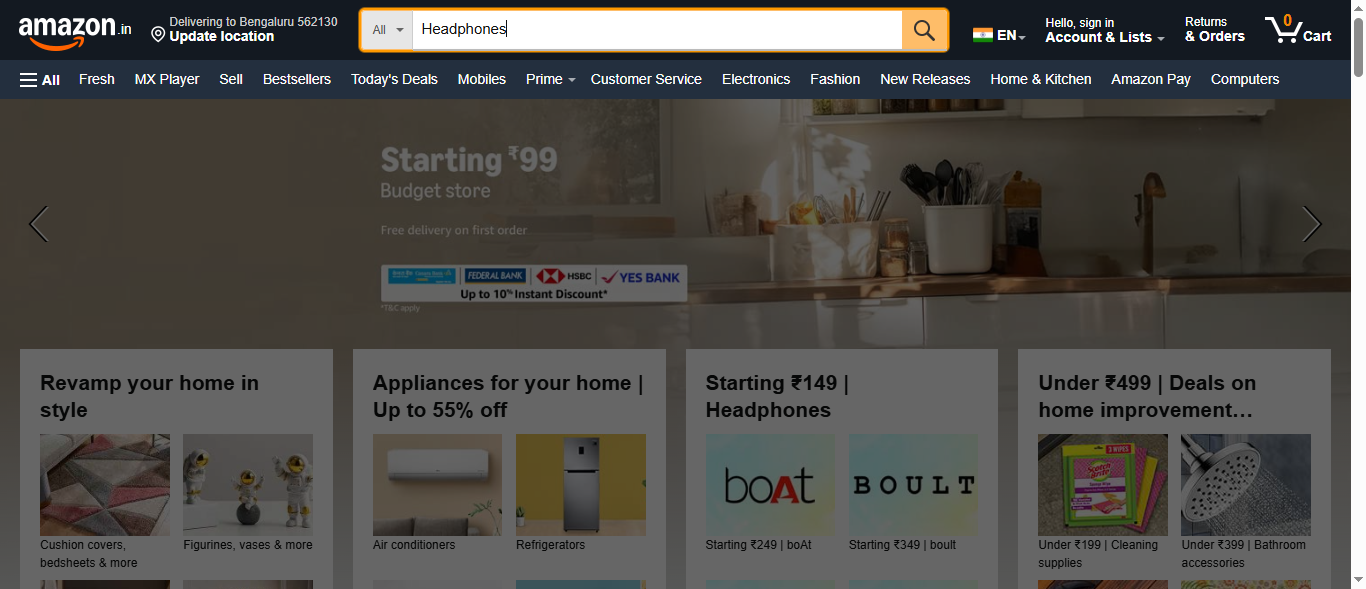 amazon.in
Delivering to Bengaluru 562130
Update location
All
Headphones
EN
Hello, sign in
Account & Lists
Returns
& Orders
0
Cart
All
Fresh
MX Player
Sell
Bestsellers
Today's Deals
Mobiles
Prime
Customer Service
Electronics
Fashion
New Releases
Home & Kitchen
Amazon Pay
Computers
Starting ₹99
Budget store
Free delivery on first order
FEDERAL BANK
HSBC
YES BANK
Up to 10% Instant Discount*
*T&C apply
Revamp your home in
style
Cushion covers,
bedsheets & more
Figurines, vases & more
Appliances for your home |
Up to 55% off
Air conditioners
Refrigerators
Starting ₹149 |
Headphones
boAt
BOULT
Starting ₹249 | boAt
Starting ₹349 | boult
Under ₹499 | Deals on
home improvement…
3 WIPES
Scotch
Brite
Under ₹199 | Cleaning
supplies
Under ₹399 | Bathroom
accessories